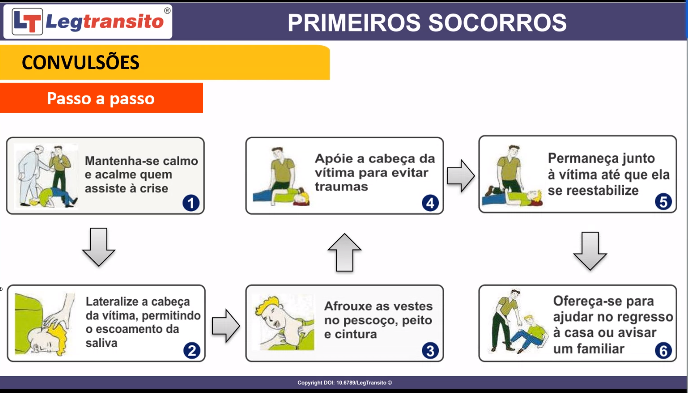 LT Legtransito®
PRIMEIROS SOCORROS
CONVULSÕES
Passo a passo
Mantenha-se calmo
e acalme quem
assiste à crise
1
Lateralize a cabeça
da vítima, permitindo
o escoamento da
saliva
2
Afrouxe as vestes
no pescoço, peito
e cintura
3
Apóie a cabeça da
vítima para evitar
traumas
4
Permaneça junto
à vítima até que ela
se reestabilize
5
Ofereça-se para
ajudar no regresso
à casa ou avisar
um familiar
6
Copyright DOI: 10.6789/LegTransito ©